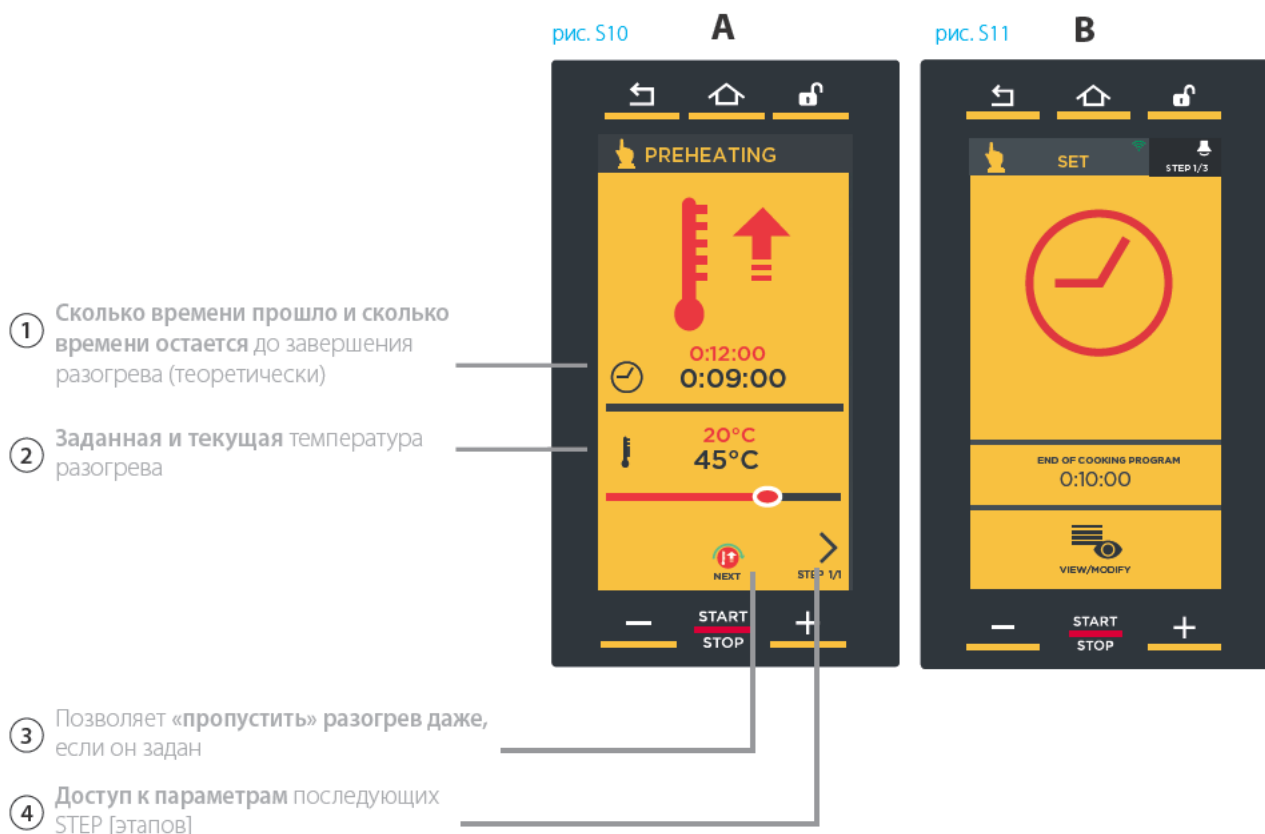 рис. S10
A
рис. S11
B
PREHEATING
SET
STEP 1/3
1
Сколько времени прошло и сколько
времени остается до завершения
разогрева (теоретически)
0:12:00
0:09:00
2
Заданная и текущая температура
разогрева
20°C
45°C
END OF COOKING PROGRAM
0:10:00
NEXT
STEP 1/1
VIEW/MODIFY
−
START
STOP
+
−
START
STOP
+
3
Позволяет «пропустить» разогрев даже,
если он задан
4
Доступ к параметрам последующих
STEP [этапов]